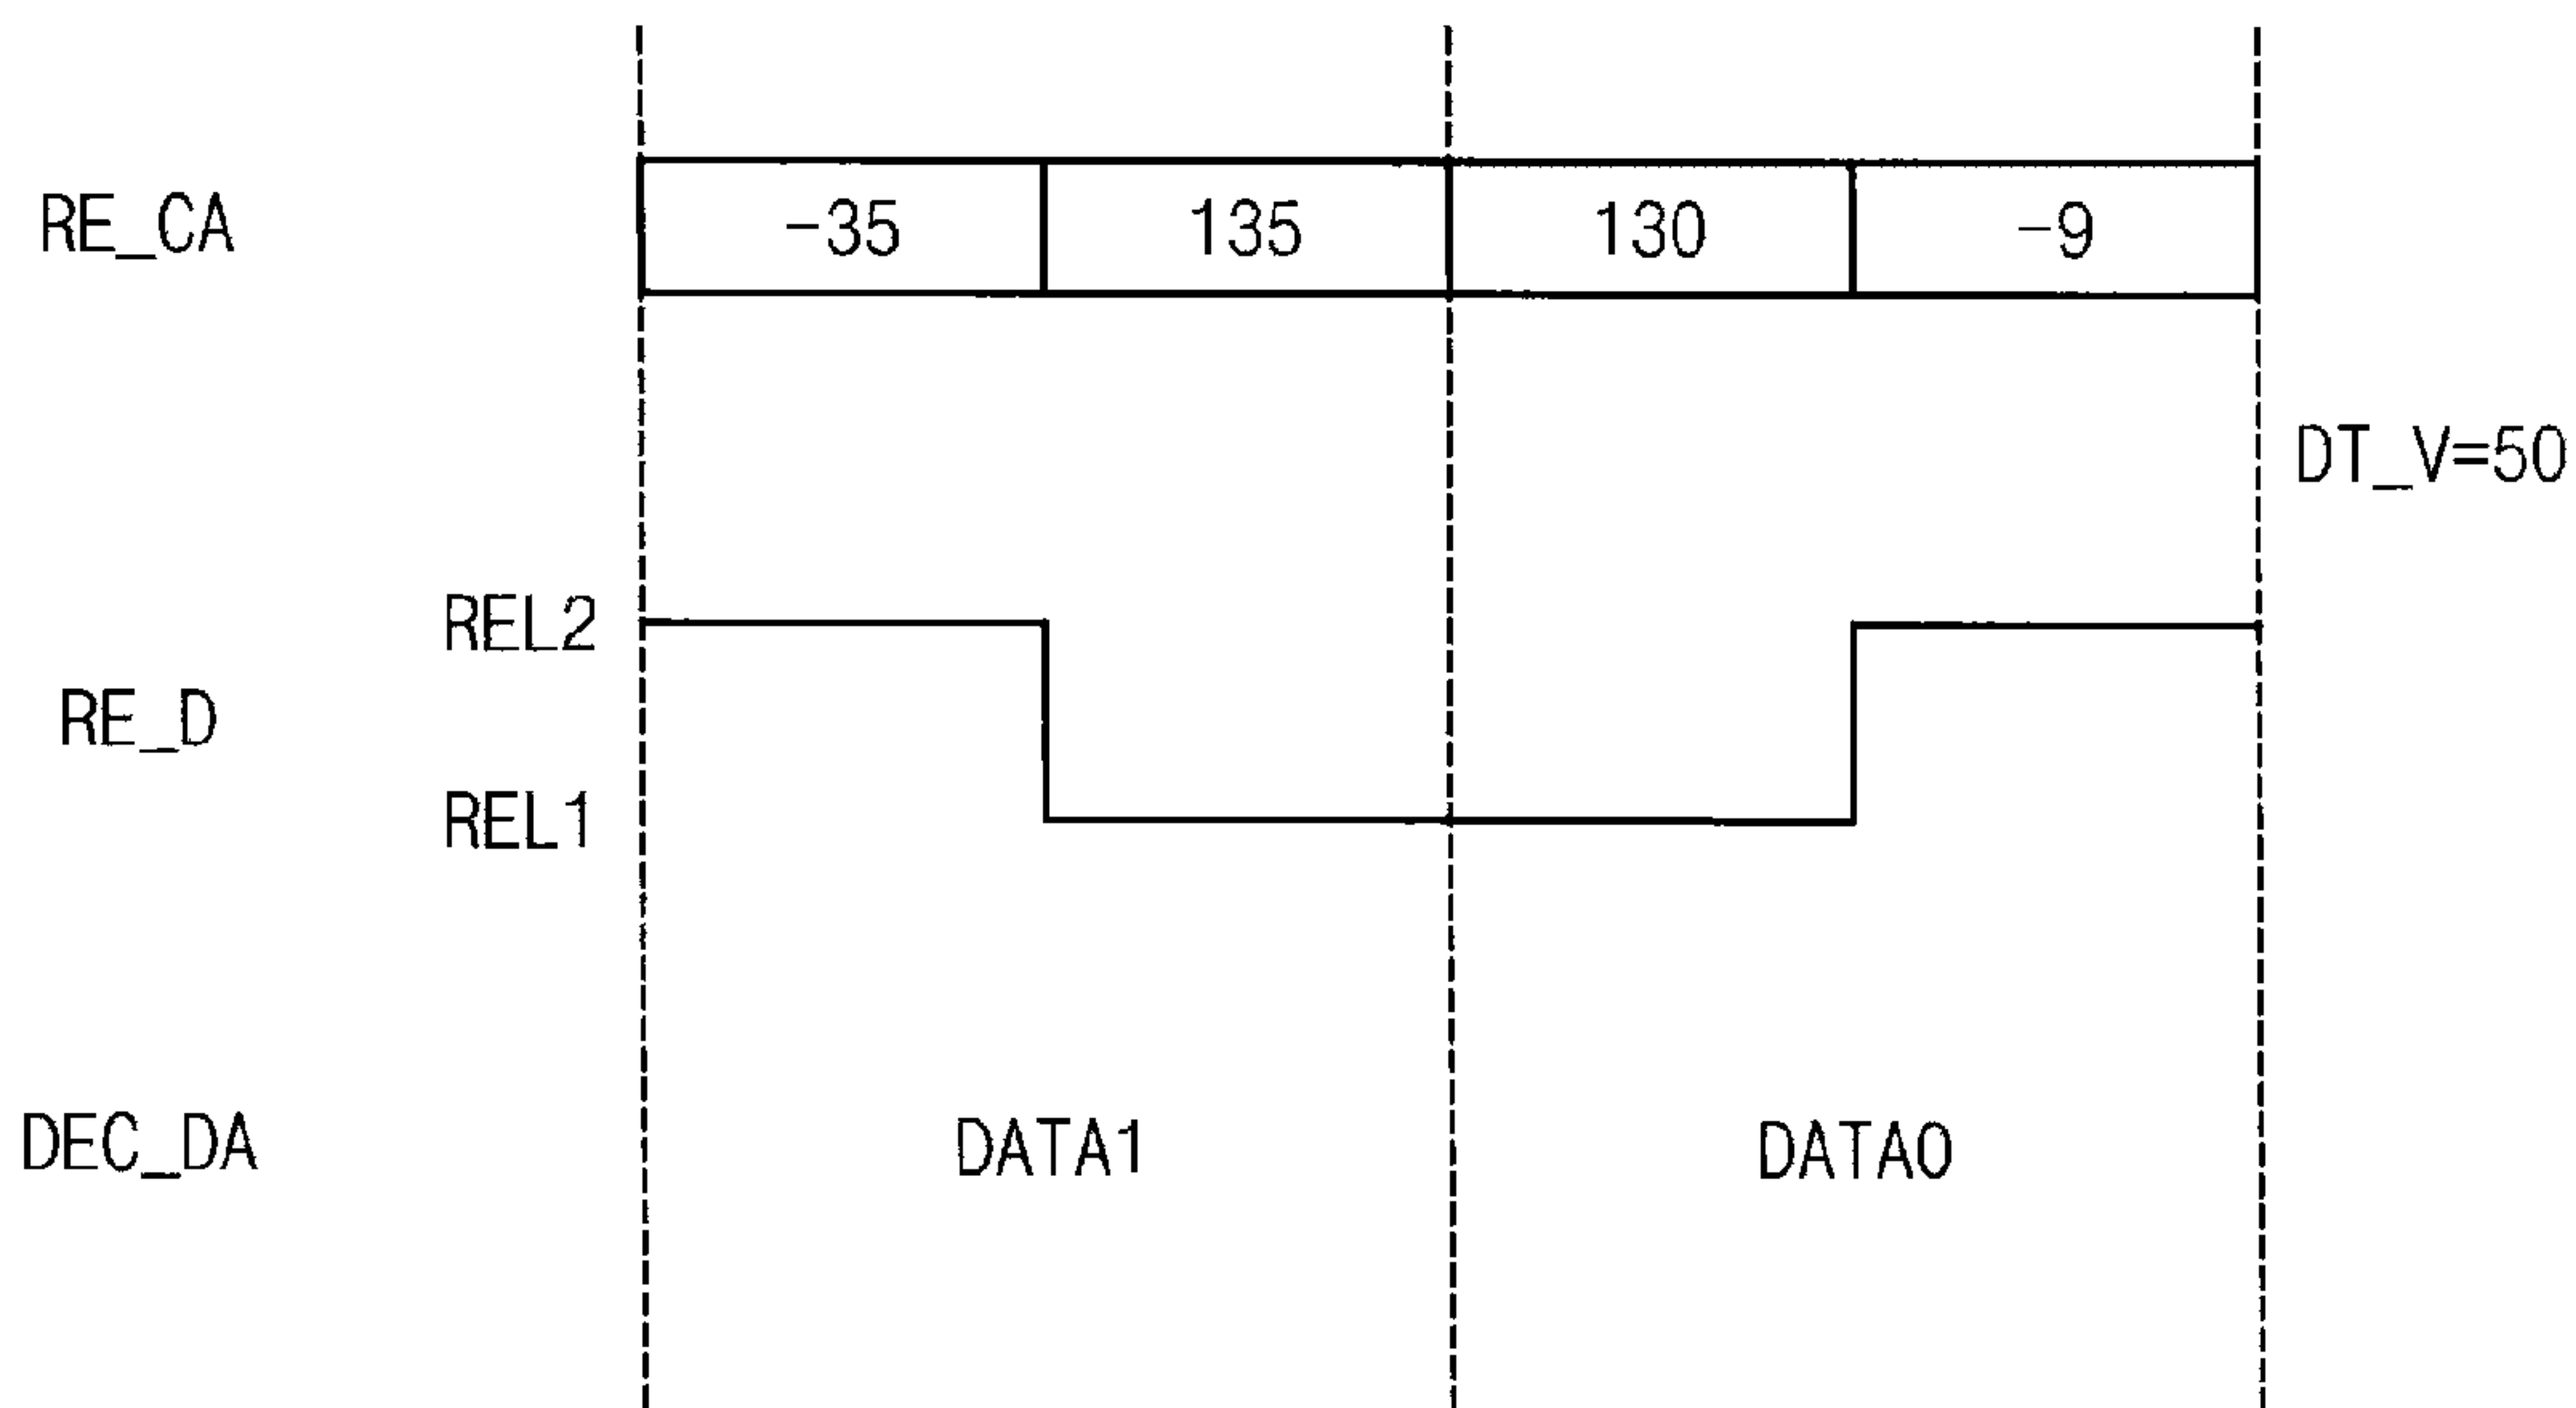 RE_CA -35 135 130 -9
DT_V=50
REL2
RE_D
REL1
DEC_DA DATA1 DATA0